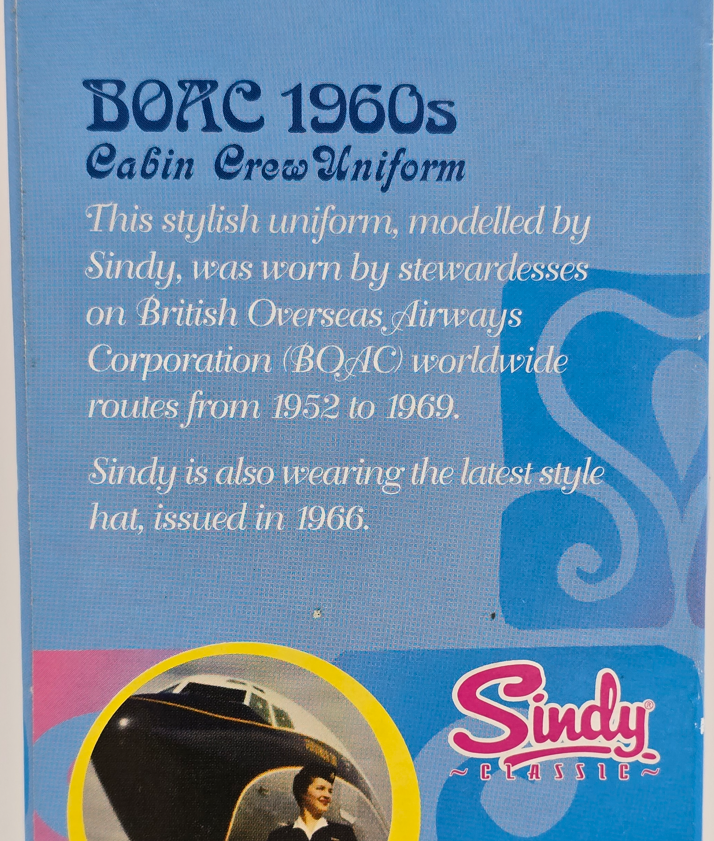 BOAC 1960s
Cabin Crew Uniform
This stylish uniform, modelled by
Sindy, was worn by stewardesses
on British Overseas Airways
Corporation (BOAC) worldwide
routes from 1952 to 1969.
Sindy is also wearing the latest style
hat, issued in 1966.
Sindy®
~ CLASSIC ~